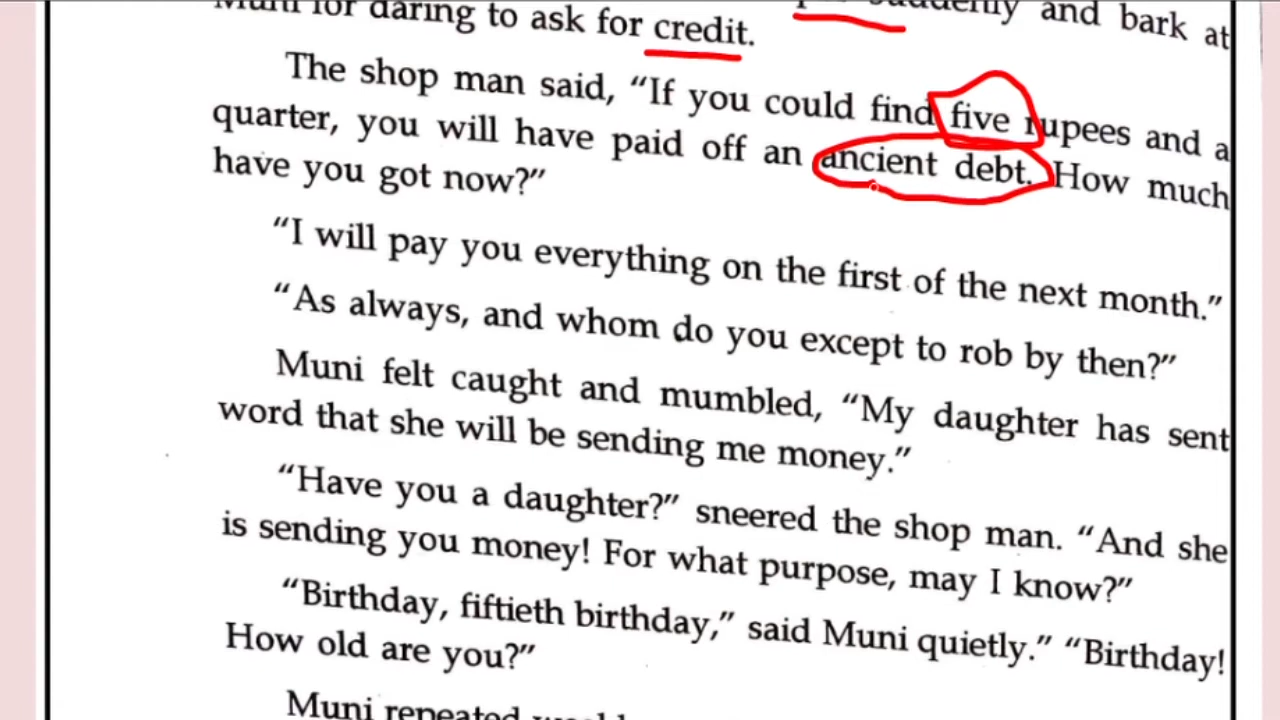 Muni for daring to ask for credit. suddenly and bark at
The shop man said, “If you could find five rupees and a
quarter, you will have paid off an ancient debt. How much
have you got now?”
“I will pay you everything on the first of the next month.”
“As always, and whom do you except to rob by then?”
Muni felt caught and mumbled, “My daughter has sent
word that she will be sending me money.”
“Have you a daughter?” sneered the shop man. “And she
is sending you money! For what purpose, may I know?”
“Birthday, fiftieth birthday,” said Muni quietly.” “Birthday!
How old are you?”
Muni repeated